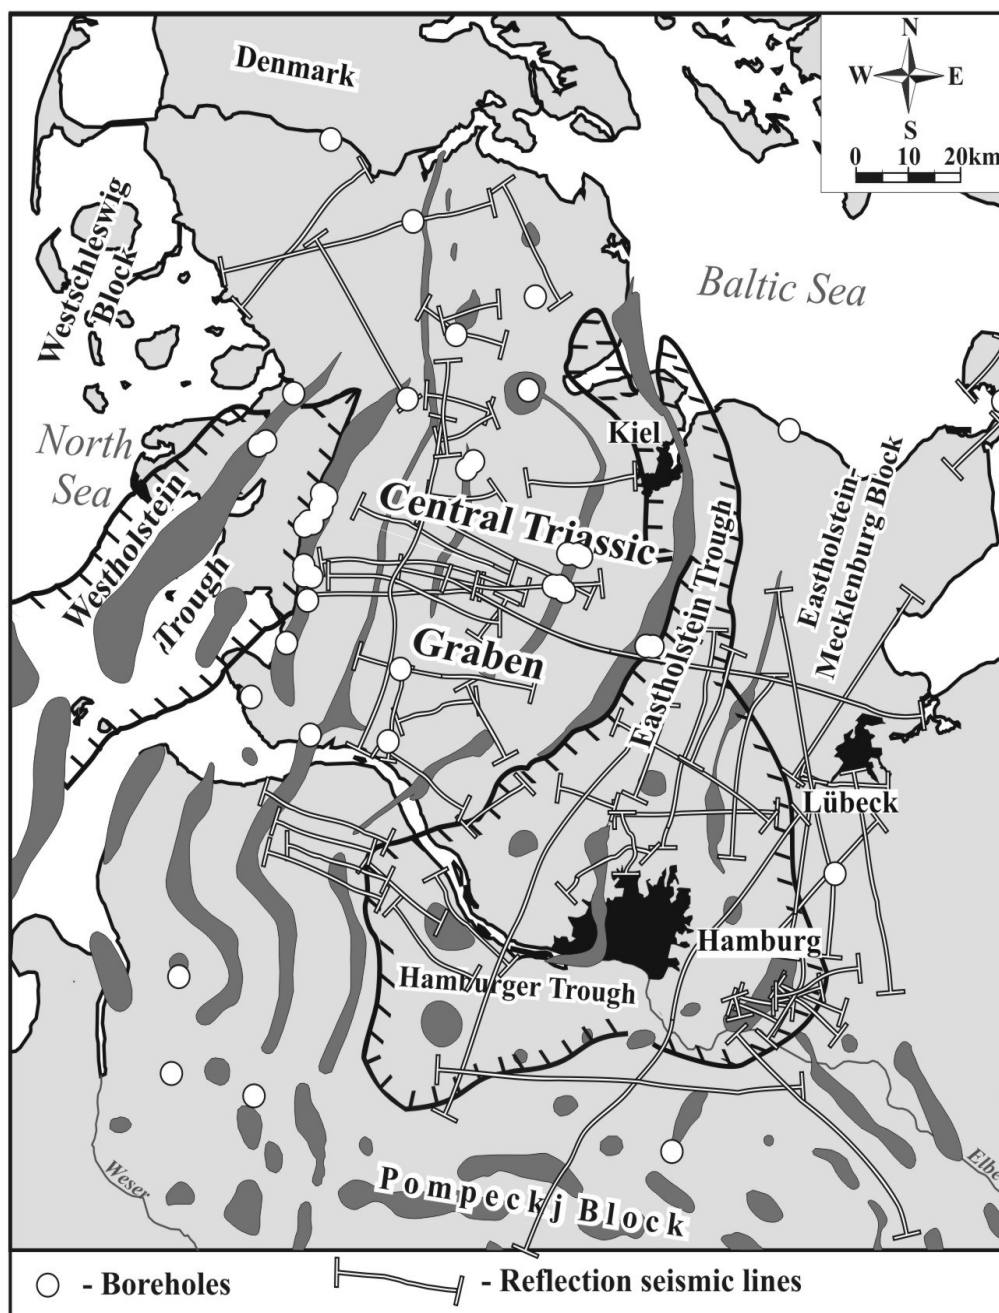 Denmark
N
W E
S
0 10 20km
Westschleswig
Block
Baltic Sea
North
Sea
Kiel
Westholstein
Trough
Central Triassic
Graben
Eastholstein Trough
Eastholstein-
Mecklenburg Block
Lübeck
Hamburg
Hamburger Trough
Pompeckj Block
Weser
Elbe
- Boreholes
- Reflection seismic lines